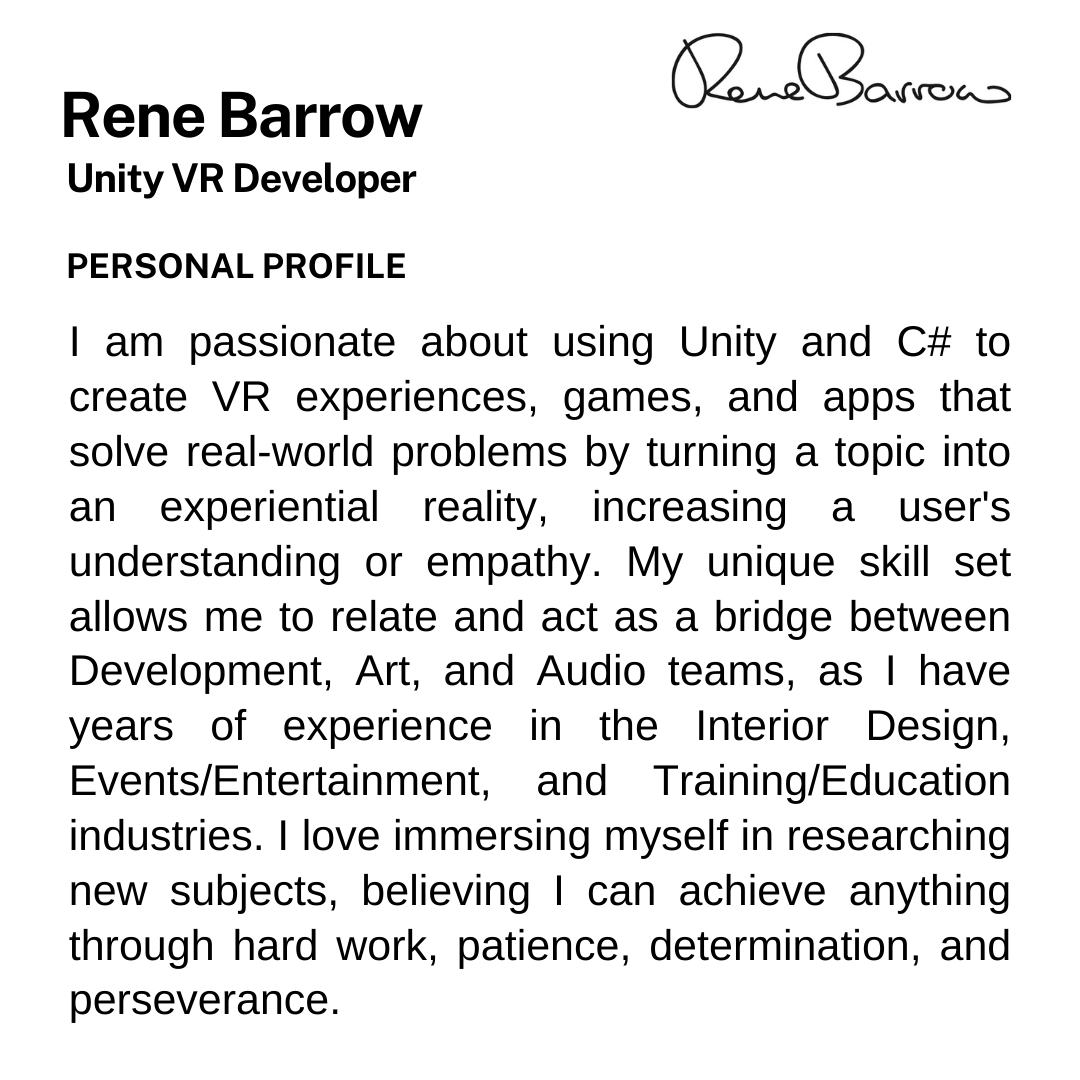 Rene Barrow
Rene Barrow
Unity VR Developer
PERSONAL PROFILE
I am passionate about using Unity and C# to
create VR experiences, games, and apps that
solve real-world problems by turning a topic into
an experiential reality, increasing a user's
understanding or empathy. My unique skill set
allows me to relate and act as a bridge between
Development, Art, and Audio teams, as I have
years of experience in the Interior Design,
Events/Entertainment, and Training/Education
industries. I love immersing myself in researching
new subjects, believing I can achieve anything
through hard work, patience, determination, and
perseverance.